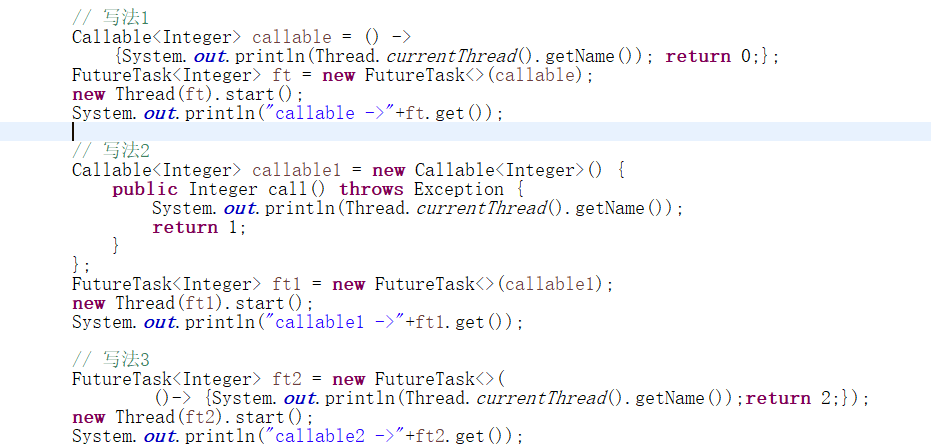 // 写法1
Callable<Integer> callable = () ->
{System.out.println(Thread.currentThread().getName()); return 0;};
FutureTask<Integer> ft = new FutureTask<>(callable);
new Thread(ft).start();
System.out.println("callable ->"+ft.get());
// 写法2
Callable<Integer> callable1 = new Callable<Integer>() {
public Integer call() throws Exception {
System.out.println(Thread.currentThread().getName());
return 1;
}
};
FutureTask<Integer> ft1 = new FutureTask<>(callable1);
new Thread(ft1).start();
System.out.println("callable1 ->"+ft1.get());
// 写法3
FutureTask<Integer> ft2 = new FutureTask<>(
()-> {System.out.println(Thread.currentThread().getName());return 2;});
new Thread(ft2).start();
System.out.println("callable2 ->"+ft2.get());